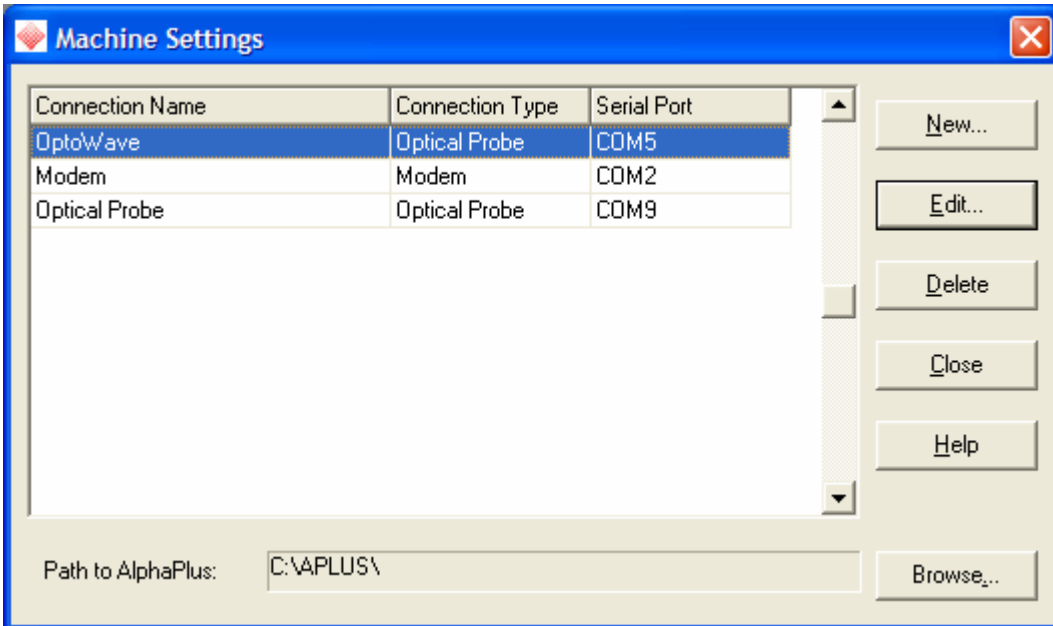 Machine Settings
Connection Name Connection Type Serial Port
OptoWave Optical Probe COM5
Modem Modem COM2
Optical Probe Optical Probe COM9
New...
Edit...
Delete
Close
Help
Path to AlphaPlus: C:\APLUS\ Browse...